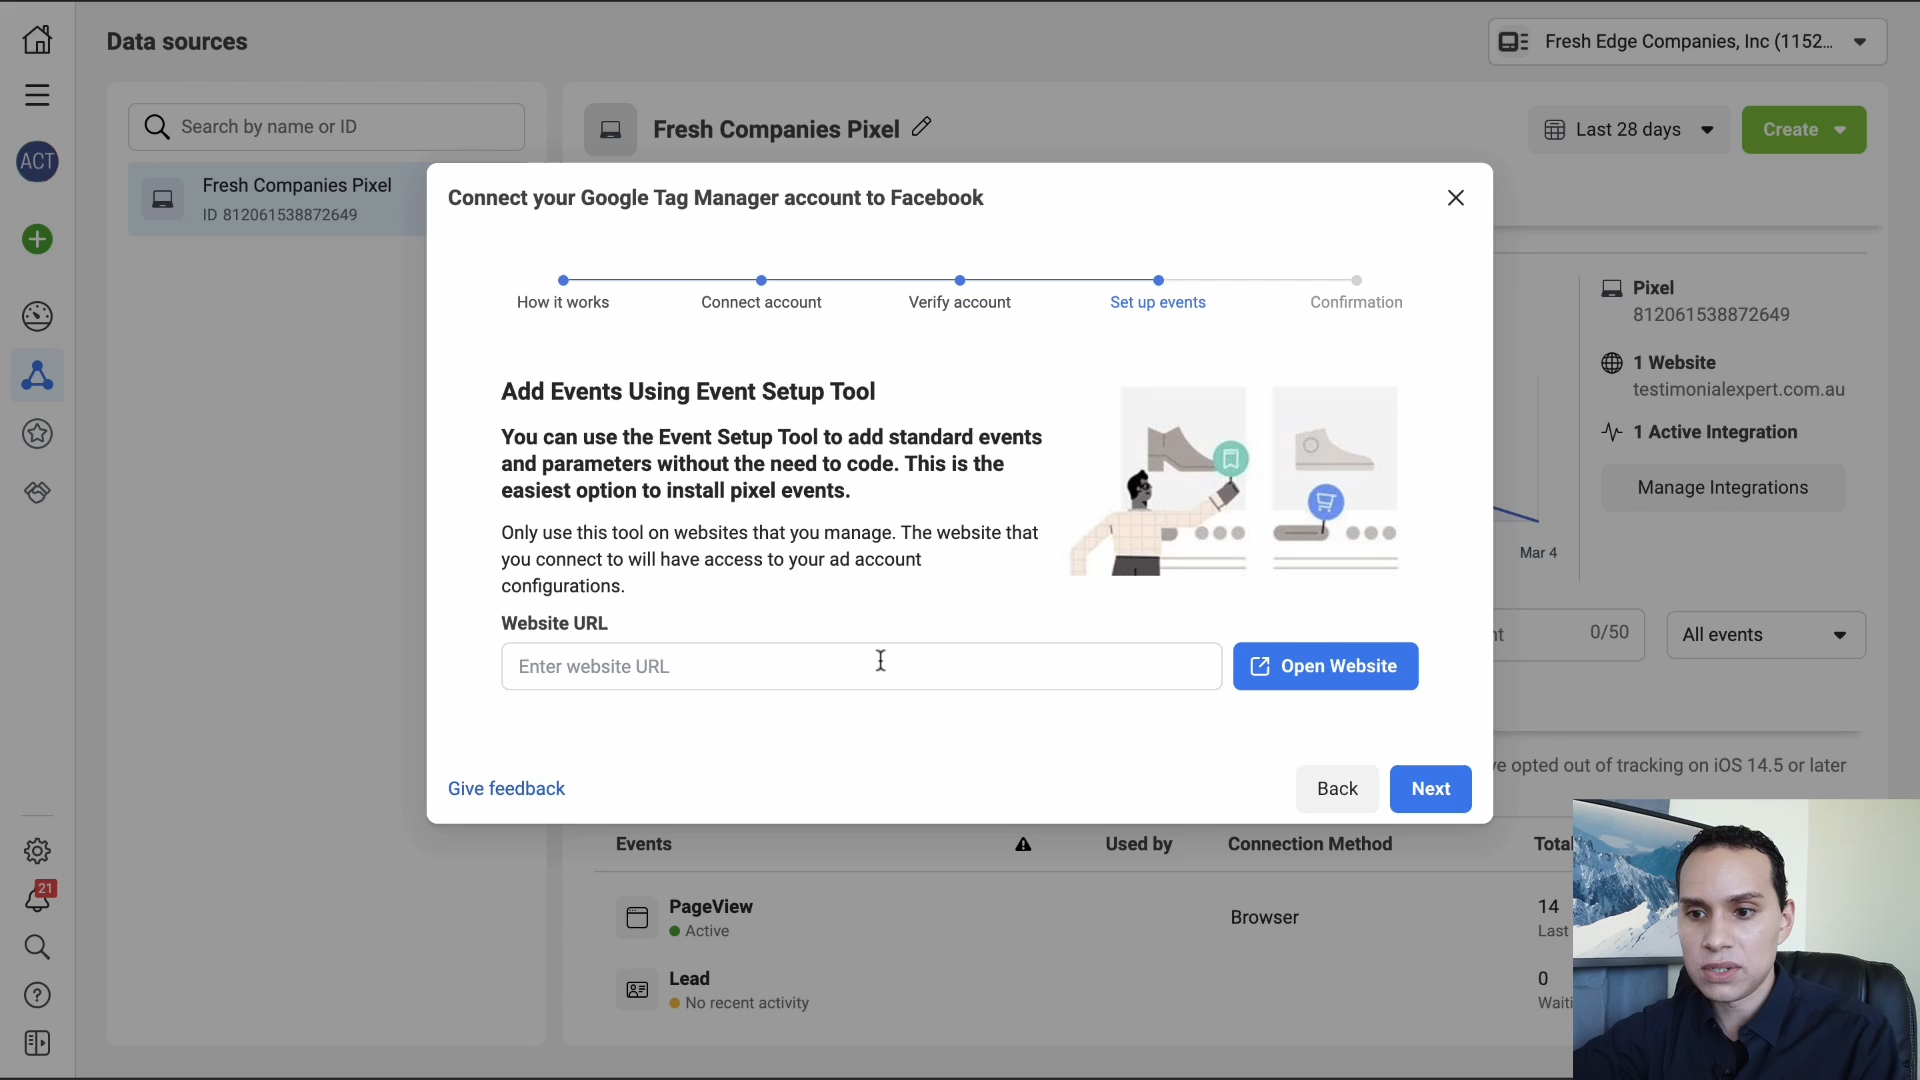 Data sources
Fresh Edge Companies, Inc (1152...
ACT
Search by name or ID
Fresh Companies Pixel
Last 28 days
Create
Fresh Companies Pixel
ID 812061538872649
Connect your Google Tag Manager account to Facebook
How it works
Connect account
Verify account
Set up events
Confirmation
Add Events Using Event Setup Tool
You can use the Event Setup Tool to add standard events
and parameters without the need to code. This is the
easiest option to install pixel events.
Only use this tool on websites that you manage. The website that
you connect to will have access to your ad account
configurations.
Website URL
Enter website URL
Open Website
Give feedback
Back
Next
Pixel
812061538872649
1 Website
testimonialexpert.com.au
1 Active Integration
Manage Integrations
Mar 4
0/50
All events
opted out of tracking on iOS 14.5 or later
Events
Used by
Connection Method
PageView
Active
Browser
14
Last
Lead
No recent activity
0
21